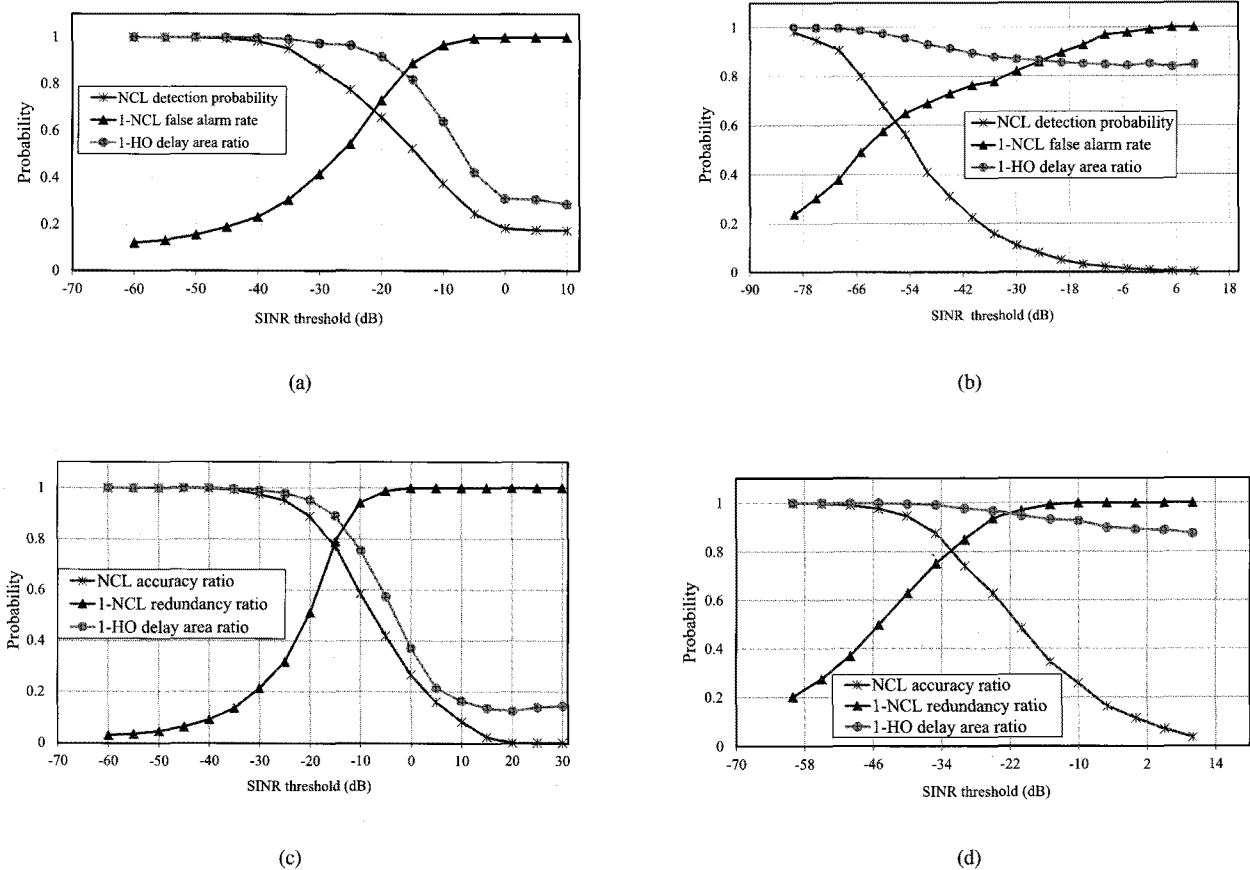 1
0.8
0.6
0.4
0.2
0
Probability
NCL detection probability
1-NCL false alarm rate
1-HO delay area ratio
-70 -60 -50 -40 -30 -20 -10 0 10
SINR threshold (dB)
(a)
1
0.8
0.6
0.4
0.2
0
Probability
NCL detection probability
1-NCL false alarm rate
1-HO delay area ratio
-90 -78 -66 -54 -42 -30 -18 -6 6 18
SINR threshold (dB)
(b)
1
0.8
0.6
0.4
0.2
0
Probability
NCL accuracy ratio
1-NCL redundancy ratio
1-HO delay area ratio
-70 -60 -50 -40 -30 -20 -10 0 10 20 30
SINR threshold (dB)
(c)
1
0.8
0.6
0.4
0.2
0
Probability
NCL accuracy ratio
1-NCL redundancy ratio
1-HO delay area ratio
-70 -58 -46 -34 -22 -10 2 14
SINR threshold (dB)
(d)